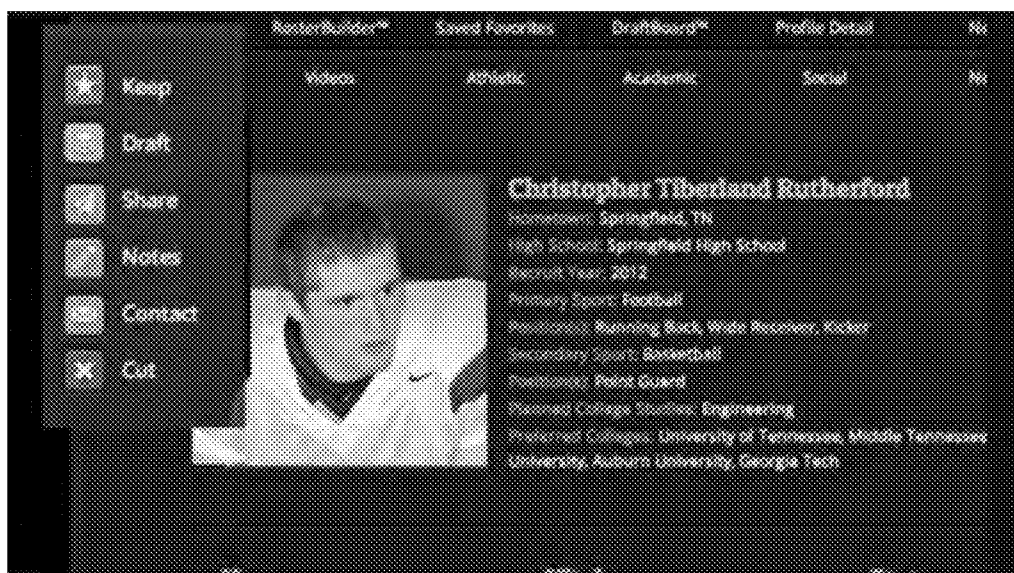 RosterBuilder™ Saved Favorites DraftBoard™ Profile Detail
Videos Athletic Academic Social
Keep
Draft
Share
Notes
Contact
Cut
Christopher Tiberland Rutherford
Hometown: Springfield, TN
High School: Springfield High School
Recruit Year: 2012
Primary Sport: Football
Position(s): Running Back, Wide Receiver, Kicker
Secondary Sport: Basketball
Position(s): Point Guard
Planned College Studies: Engineering
Preferred Colleges: University of Tennessee, Middle Tennessee
University, Auburn University, Georgia Tech